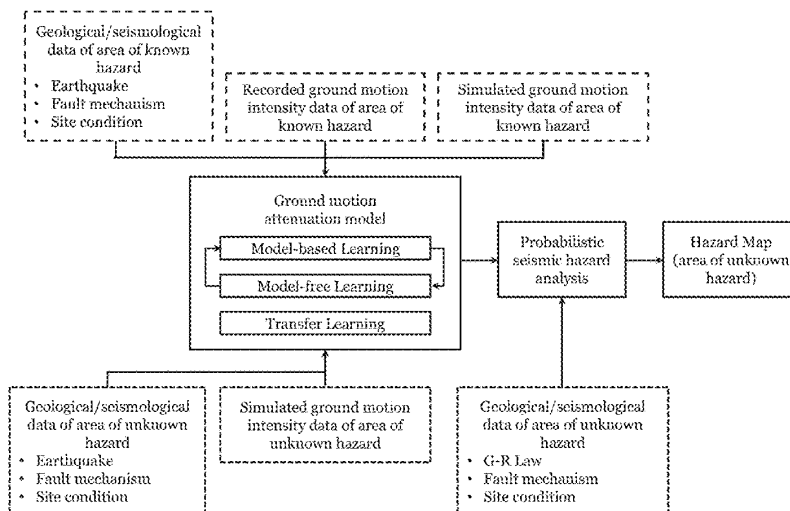 Geological/seismological
data of area of known
hazard
• Earthquake
• Fault mechanism
• Site condition
Recorded ground motion
intensity data of area of
known hazard
Simulated ground motion
intensity data of area of
known hazard
Ground motion
attenuation model
Model-based Learning
Model-free Learning
Transfer Learning
Probabilistic
seismic hazard
analysis
Hazard Map
(area of unknown
hazard)
Geological/seismological
data of area of unknown
hazard
• Earthquake
• Fault mechanism
• Site condition
Simulated ground motion
intensity data of area of
unknown hazard
Geological/seismological
data of area of unknown
hazard
• G-R Law
• Fault mechanism
• Site condition